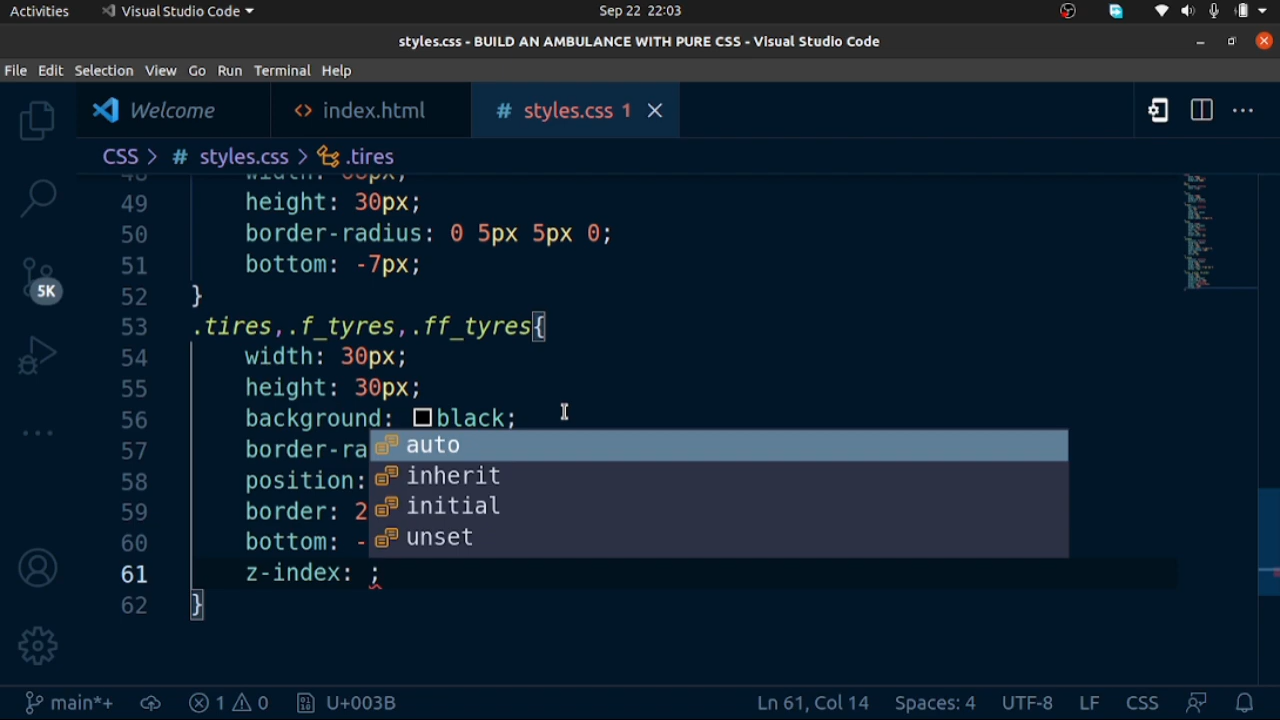 Activities Visual Studio Code Sep 22 22:03
styles.css - BUILD AN AMBULANCE WITH PURE CSS - Visual Studio Code
File Edit Selection View Go Run Terminal Help
Welcome index.html # styles.css 1
CSS > # styles.css > .tires
49 height: 30px;
50 border-radius: 0 5px 5px 0;
51 bottom: -7px;
52 }
53 .tires,.f_tyres,.ff_tyres{
54 width: 30px;
55 height: 30px;
56 background: black;
57 border-ra
auto
58 position:
inherit
59 border: 2
initial
60 bottom: -
unset
61 z-index: ;
62 }
5K
main*+ 1 0 U+003B Ln 61, Col 14 Spaces: 4 UTF-8 LF CSS